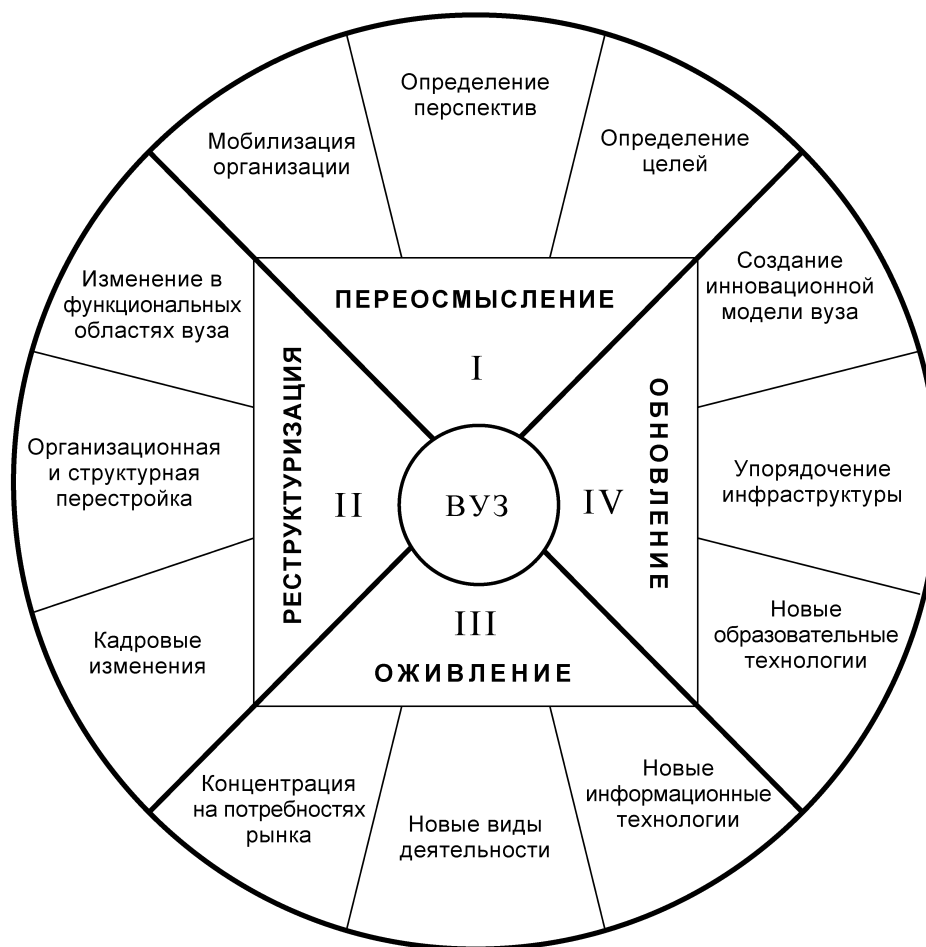 Определение
перспектив
Мобилизация
организации
Определение
целей
Изменение в
функциональных
областях вуза
Создание
инновационной
модели вуза
ПЕРЕОСМЫСЛЕНИЕ
I
РЕСТРУКТУРИЗАЦИЯ
II
ВУЗ
IV
ОБНОВЛЕНИЕ
Организационная
и структурная
перестройка
Упорядочение
инфраструктуры
III
ОЖИВЛЕНИЕ
Кадровые
изменения
Новые
образовательные
технологии
Концентрация
на потребностях
рынка
Новые виды
деятельности
Новые
информационные
технологии